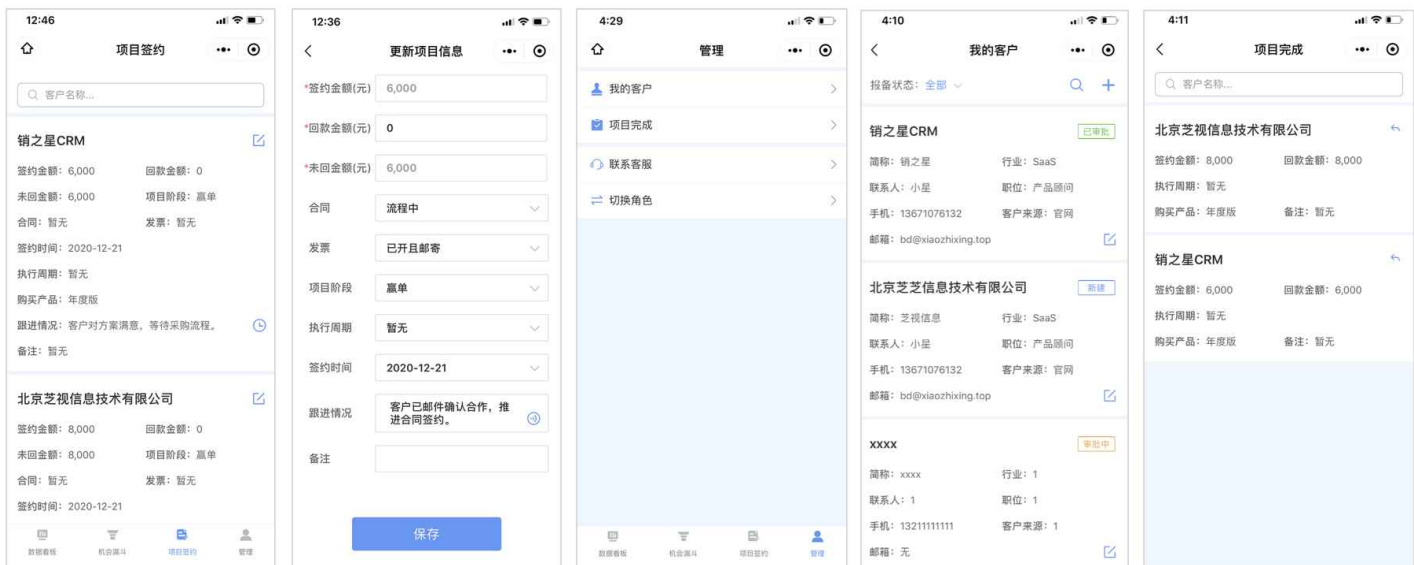 12:46
项目签约
客户名称...
销之星CRM
签约金额：6,000 回款金额：0
未回金额：6,000 项目阶段：赢单
合同：暂无 发票：暂无
签约时间：2020-12-21
执行周期：暂无
购买产品：年度版
跟进情况：客户对方案满意，等待采购流程。
备注：暂无
北京芝视信息技术有限公司
签约金额：8,000 回款金额：0
未回金额：8,000 项目阶段：赢单
合同：暂无 发票：暂无
签约时间：2020-12-21
数据看板 机会漏斗 项目签约 管理
12:36
更新项目信息
*签约金额(元) 6,000
*回款金额(元) 0
*未回金额(元) 6,000
合同 流程中
发票 已开且邮寄
项目阶段 赢单
执行周期 暂无
签约时间 2020-12-21
跟进情况 客户已邮件确认合作，推
进合同签约。
备注
保存
4:29
管理
我的客户
项目完成
联系客服
切换角色
数据看板 机会漏斗 项目签约 管理
4:10
我的客户
报备状态：全部
销之星CRM 已审批
简称：销之星 行业：SaaS
联系人：小星 职位：产品顾问
手机：13671076132 客户来源：官网
邮箱：bd@xiaozhixing.top
北京芝芝信息技术有限公司 新建
简称：芝视信息 行业：SaaS
联系人：小星 职位：产品顾问
手机：13671076132 客户来源：官网
邮箱：bd@xiaozhixing.top
xxxx 审批中
简称：xxxx 行业：1
联系人：1 职位：1
手机：13211111111 客户来源：1
邮箱：无
4:11
项目完成
客户名称...
北京芝视信息技术有限公司
签约金额：8,000 回款金额：8,000
执行周期：暂无
购买产品：年度版 备注：暂无
销之星CRM
签约金额：6,000 回款金额：6,000
执行周期：暂无
购买产品：年度版 备注：暂无